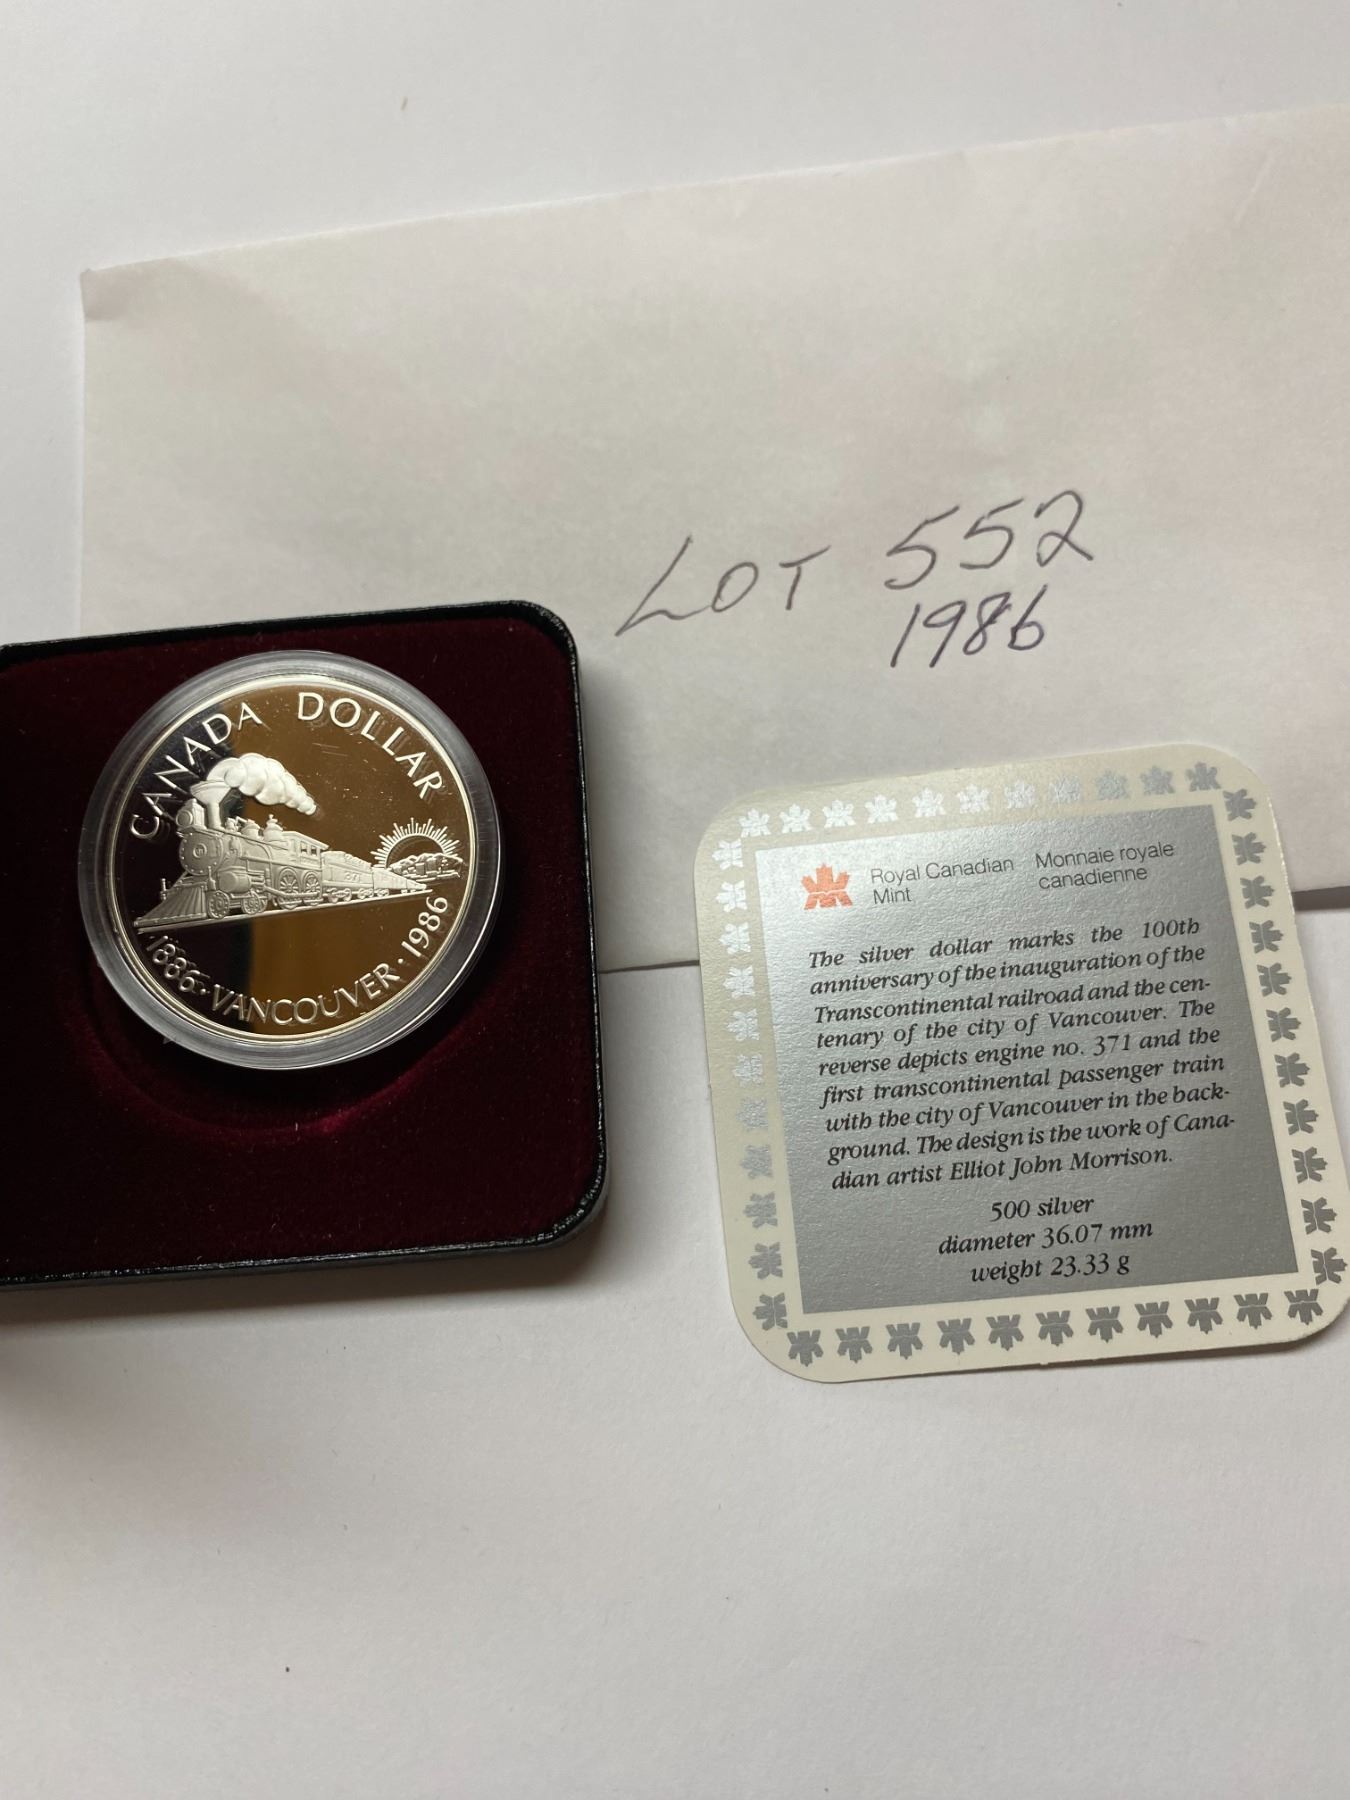 LOT 552
1986
CANADA DOLLAR
371
1886 · VANCOUVER · 1986
Royal Canadian Mint
Monnaie royale canadienne
The silver dollar marks the 100th
anniversary of the inauguration of the
Transcontinental railroad and the cen-
tenary of the city of Vancouver. The
reverse depicts engine no. 371 and the
first transcontinental passenger train
with the city of Vancouver in the back-
ground. The design is the work of Cana-
dian artist Elliot John Morrison.
500 silver
diameter 36.07 mm
weight 23.33 g